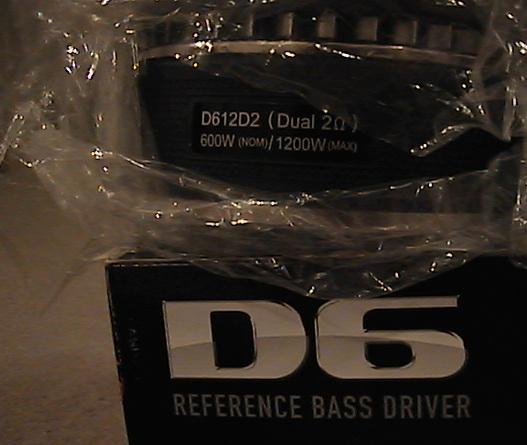 D612D2 (Dual 2Ω)
600W (NOM)/1200W (MAX)
D6
REFERENCE BASS DRIVER